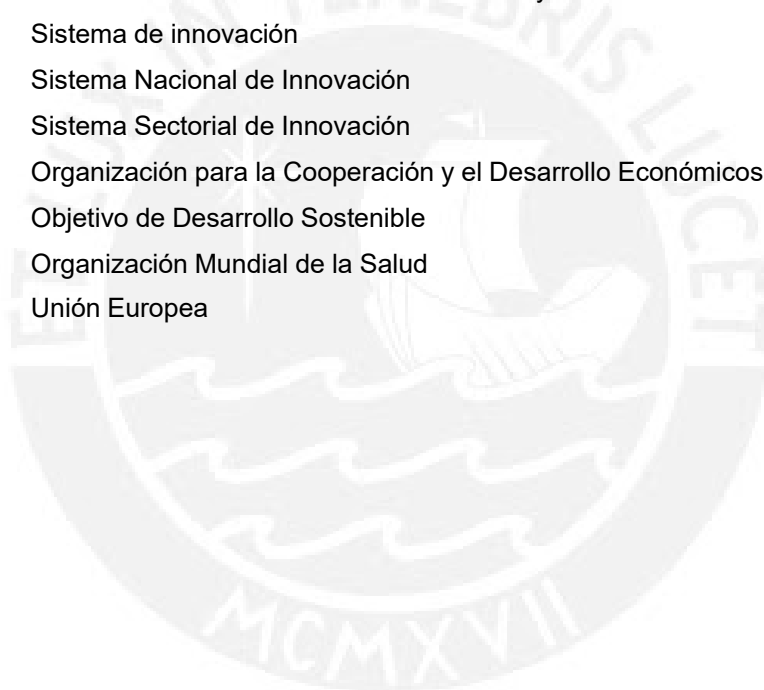 Sistema de innovación
Sistema Nacional de Innovación
Sistema Sectorial de Innovación
Organización para la Cooperación y el Desarrollo Económicos
Objetivo de Desarrollo Sostenible
Organización Mundial de la Salud
Unión Europea
MCMXVII